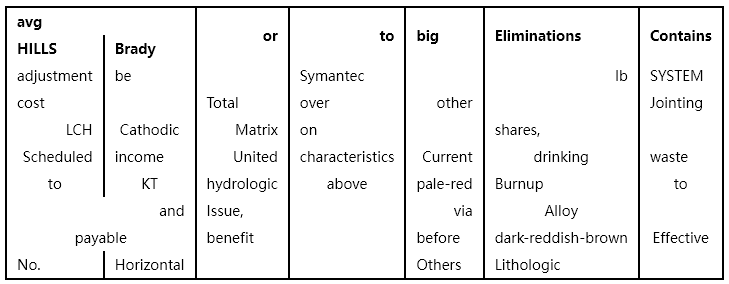 avg
or to big Eliminations Contains
HILLS Brady
adjustment be Symantec lb SYSTEM
cost Total over other Jointing
LCH Cathodic Matrix on shares,
Scheduled income United characteristics Current drinking waste
to KT hydrologic above pale-red Burnup to
and Issue, via Alloy
payable benefit before dark-reddish-brown Effective
No. Horizontal Others Lithologic